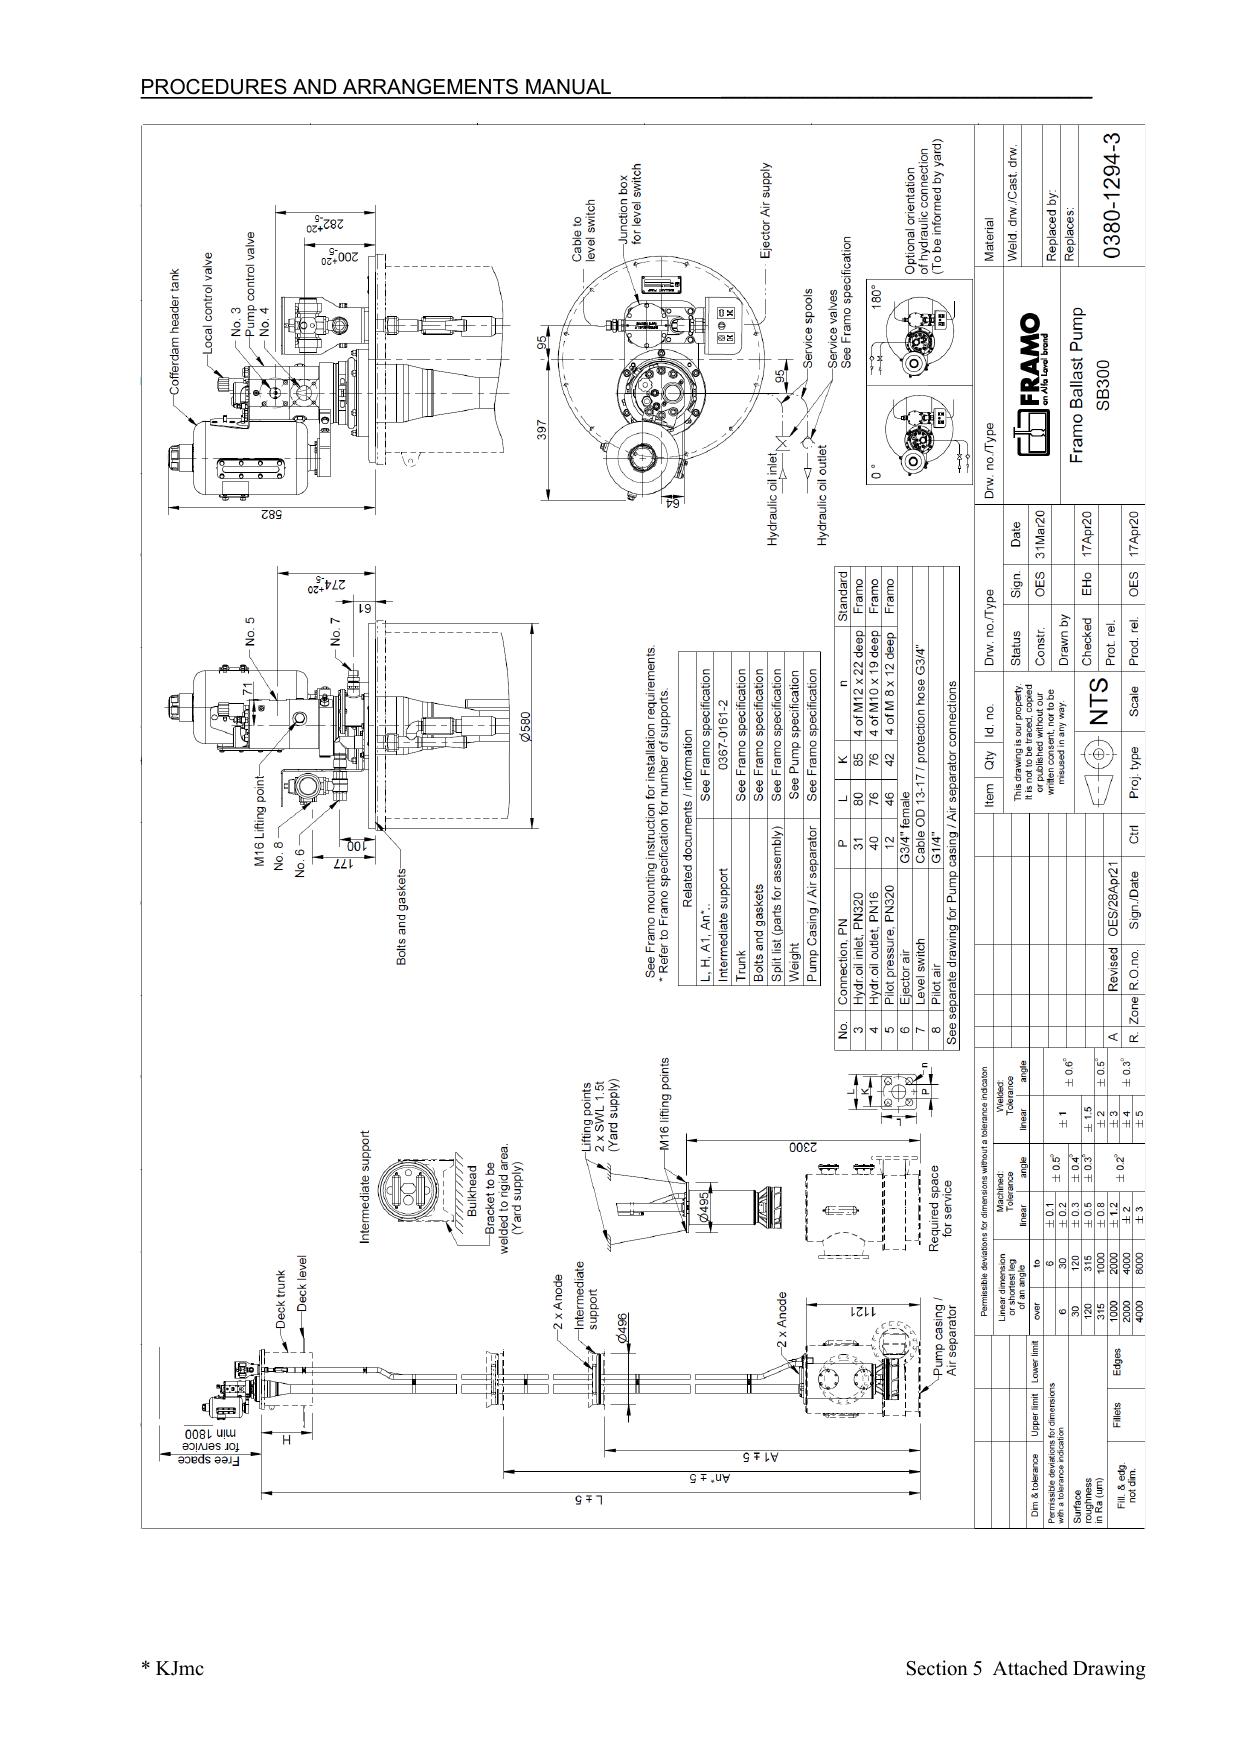 PROCEDURES AND ARRANGEMENTS MANUAL
Free space
for service
min 1800
H
Deck trunk
Deck level
L ± 5
An* ± 5
A1 ± 5
2 x Anode
Intermediate
support
Ø496
2 x Anode
1121
Pump casing /
Air separator
Intermediate support
Bulkhead
Bracket to be
welded to rigid area.
(Yard supply)
Lifting points
2 x SWL 1.5t
(Yard supply)
M16 lifting points
Ø495
2300
Required space
for service
L
K
L
P
n
M16 Lifting point
No. 8
No. 6
71
No. 5
No. 7
274 +20 -5
61
177
100
Ø580
Bolts and gaskets
Cofferdam header tank
Local control valve
No. 3
Pump control valve
No. 4
282 +20 -5
200 +20 -5
582
Cable to
level switch
Junction box
for level switch
Ejector Air supply
397
95
95
64
Service spools
Service valves
See Framo specification
Hydraulic oil inlet
Hydraulic oil outlet
Optional orientation
of hydraulic connection
(To be informed by yard)
0°
180°
See Framo mounting instruction for installation requirements.
* Refer to Framo specification for number of supports.
Related documents / information
L, H, A1, An*.. See Framo specification
Intermediate support 0367-0161-2
Trunk See Framo specification
Bolts and gaskets See Framo specification
Split list (parts for assembly) See Framo specification
Weight See Pump specification
Pump Casing / Air separator See Framo specification
No. Connection, PN P L K n Standard
3 Hydr.oil inlet, PN320 31 80 85 4 of M12 x 22 deep Framo
4 Hydr.oil outlet, PN16 40 76 76 4 of M10 x 19 deep Framo
5 Pilot pressure, PN320 12 46 42 4 of M 8 x 12 deep Framo
6 Ejector air G3/4" female
7 Level switch Cable OD 13-17 / protection hose G3/4"
8 Pilot air G1/4"
See separate drawing for Pump casing / Air separator connections
Dim & tolerance Upper limit Lower limit
Permissible deviations for dimensions
with a tolerance indication
Surface
roughness
in Ra (um)
Fill. & edg.
not dim.
Fillets Edges
Permissible deviations for dimensions without a tolerance indicaton
Linear dimension
or shortest leg
of an angle
Machined:
Tolerance
Welded:
Tolerance
over to linear angle linear angle
6 ± 0.1 ± 0.5° ± 1 ± 0.6°
6 30 ± 0.2
30 120 ± 0.3 ± 0.4°
120 315 ± 0.5 ± 0.3° ± 1.5
315 1000 ± 0.8 ± 0.2° ± 2 ± 0.5°
1000 2000 ± 1.2 ± 3
2000 4000 ± 2 ± 4 ± 0.3°
4000 8000 ± 3 ± 5
A Revised OES/28Apr21
R. Zone R.O.no. Sign./Date Ctrl
Item Qty Id. no. Drw. no./Type Drw. no./Type Material
This drawing is our property.
It is not to be traced, copied
or published without our
written consent, nor to be
misused in any way.
NTS
Proj. type Scale
Status Sign. Date
Constr. OES 31Mar20
Drawn by
Checked EHo 17Apr20
Prot. rel.
Prod. rel. OES 17Apr20
FRAMO
an Alfa Laval brand
Framo Ballast Pump
SB300
Weld. drw./Cast. drw.
Replaced by:
Replaces:
0380-1294-3
* KJmc
Section 5 Attached Drawing